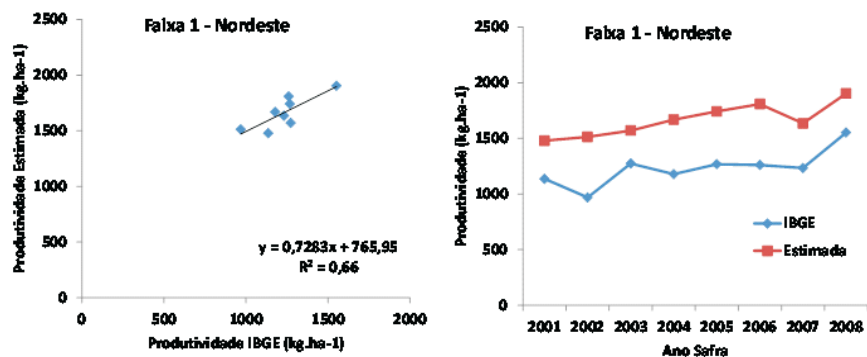 Faixa 1 - Nordeste
Produtividade Estimada (kg.ha-1)
2500
2000
1500
1000
500
0
y = 0,7283x + 765,95
R² = 0,66
0 500 1000 1500 2000
Produtividade IBGE (kg.ha-1)
Faixa 1 - Nordeste
Produtividade (kg.ha-1)
2500
2000
1500
1000
500
0
IBGE
Estimada
2001 2002 2003 2004 2005 2006 2007 2008
Ano Safra